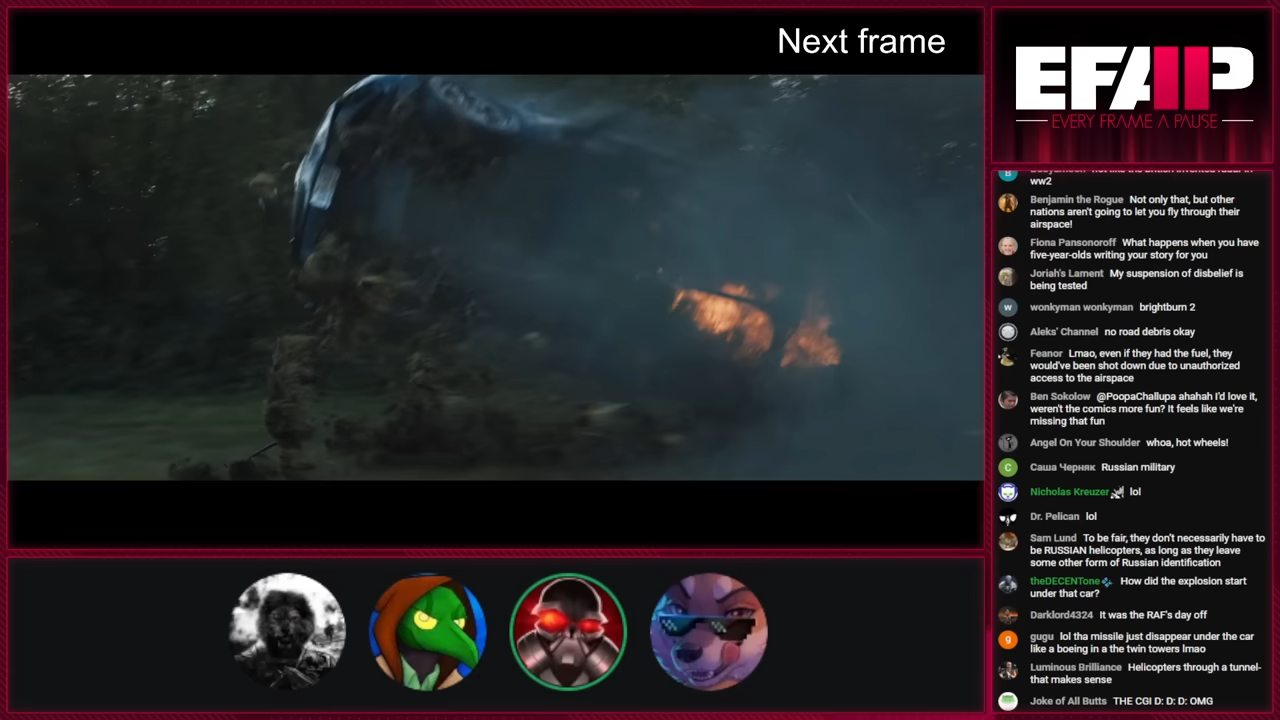 Next frame
EFAP
EVERY FRAME A PAUSE
ww2
Benjamin the Rogue Not only that, but other
nations aren't going to let you fly through their
airspace!
Fiona Pansonoroff What happens when you have
five-year-olds writing your story for you
Joriah's Lament My suspension of disbelief is
being tested
w wonkyman wonkyman brightburn 2
Aleks' Channel no road debris okay
Feanor Lmao, even if they had the fuel, they
would've been shot down due to unauthorized
access to the airspace
Ben Sokolow @PoopaChallupa ahahah I'd love it,
weren't the comics more fun? It feels like we're
missing that fun
Angel On Your Shoulder whoa, hot wheels!
С Саша Черняк Russian military
Nicholas Kreuzer lol
Dr. Pelican lol
Sam Lund To be fair, they don't necessarily have to
be RUSSIAN helicopters, as long as they leave
some other form of Russian identification
theDECENTone How did the explosion start
under that car?
Darklord4324 It was the RAF's day off
g gugu lol tha missile just disappear under the car
like a boeing in a the twin towers lmao
Luminous Brilliance Helicopters through a tunnel-
that makes sense
Joke of All Butts THE CGI D: D: D: OMG